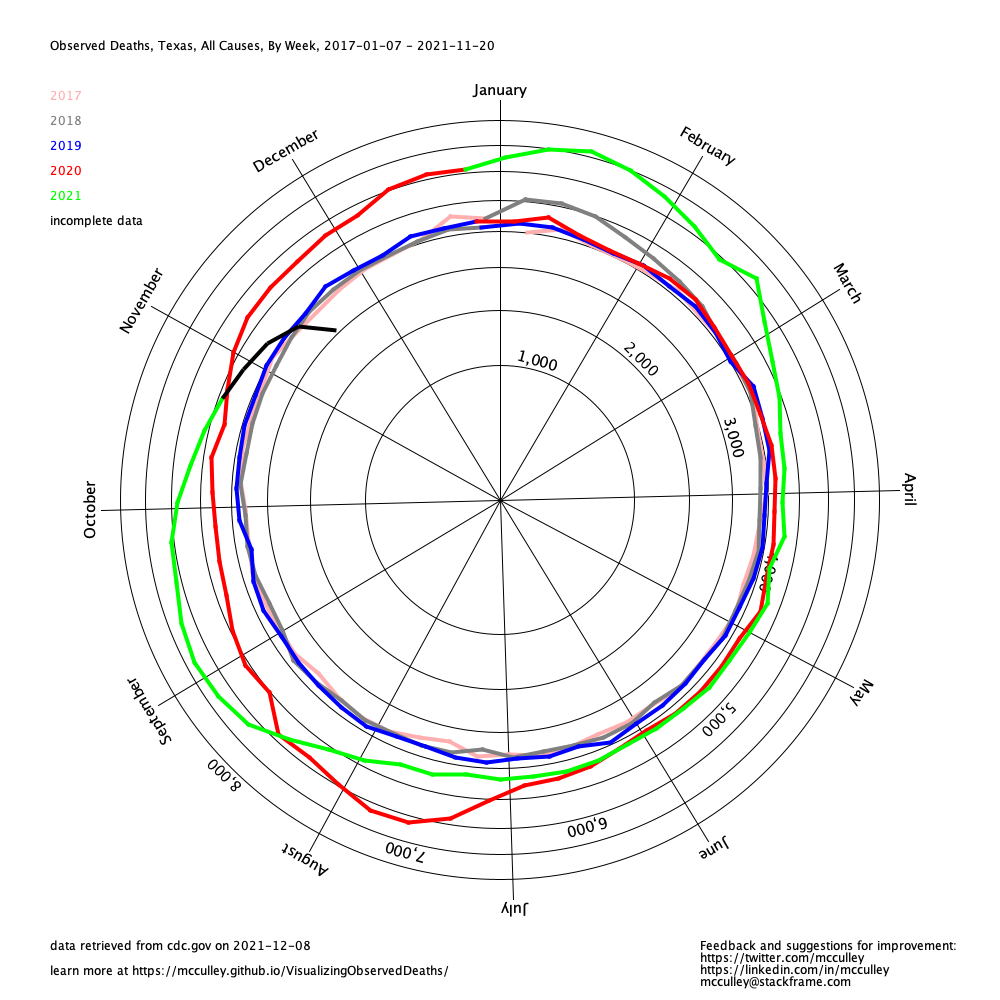 Observed Deaths, Texas, All Causes, By Week, 2017-01-07 - 2021-11-20
2017
2018
2019
2020
2021
incomplete data
January
February
March
April
May
June
July
August
September
October
November
December
1,000
2,000
3,000
4,000
5,000
6,000
7,000
8,000
data retrieved from cdc.gov on 2021-12-08
learn more at https://mcculley.github.io/VisualizingObservedDeaths/
Feedback and suggestions for improvement:
https://twitter.com/mcculley
https://linkedin.com/in/mcculley
mcculley@stackframe.com